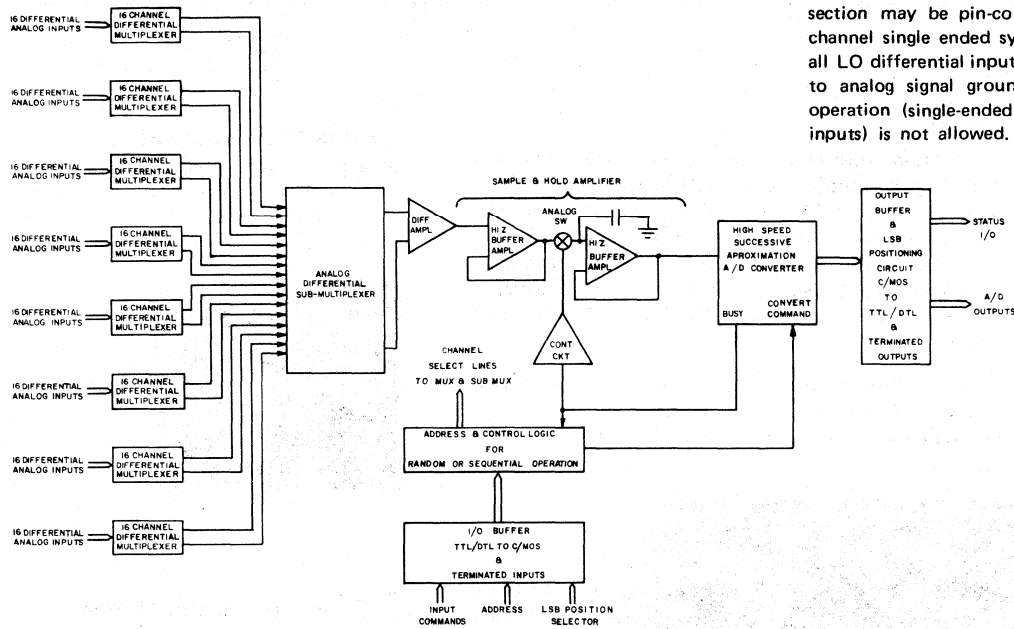 section may be pin-co
channel single ended sy
all LO differential input
to analog signal groun
operation (single-ended
inputs) is not allowed.
16 DIFFERENTIAL
ANALOG INPUTS
16 CHANNEL
DIFFERENTIAL
MULTIPLEXER
16 DIFFERENTIAL
ANALOG INPUTS
16 CHANNEL
DIFFERENTIAL
MULTIPLEXER
16 DIFFERENTIAL
ANALOG INPUTS
16 CHANNEL
DIFFERENTIAL
MULTIPLEXER
16 DIFFERENTIAL
ANALOG INPUTS
16 CHANNEL
DIFFERENTIAL
MULTIPLEXER
16 DIFFERENTIAL
ANALOG INPUTS
16 CHANNEL
DIFFERENTIAL
MULTIPLEXER
16 DIFFERENTIAL
ANALOG INPUTS
16 CHANNEL
DIFFERENTIAL
MULTIPLEXER
16 DIFFERENTIAL
ANALOG INPUTS
16 CHANNEL
DIFFERENTIAL
MULTIPLEXER
16 DIFFERENTIAL
ANALOG INPUTS
16 CHANNEL
DIFFERENTIAL
MULTIPLEXER
ANALOG
DIFFERENTIAL
SUB-MULTIPLEXER
DIFF
AMPL
SAMPLE & HOLD AMPLIFIER
HI Z
BUFFER
AMPL
ANALOG
SW
HI Z
BUFFER
AMPL
CONT
CKT
HIGH SPEED
SUCCESSIVE
APROXIMATION
A/D CONVERTER
CONVERT
BUSY COMMAND
OUTPUT
BUFFER
&
LSB
POSITIONING
CIRCUIT
C/MOS
TO
TTL/DTL
&
TERMINATED
OUTPUTS
STATUS
I/O
A/D
OUTPUTS
CHANNEL
SELECT LINES
TO MUX & SUB MUX
ADDRESS & CONTROL LOGIC
FOR
RANDOM OR SEQUENTIAL OPERATION
I/O BUFFER
TTL/DTL TO C/MOS
&
TERMINATED INPUTS
INPUT
COMMANDS
ADDRESS
LSB POSITION
SELECTOR